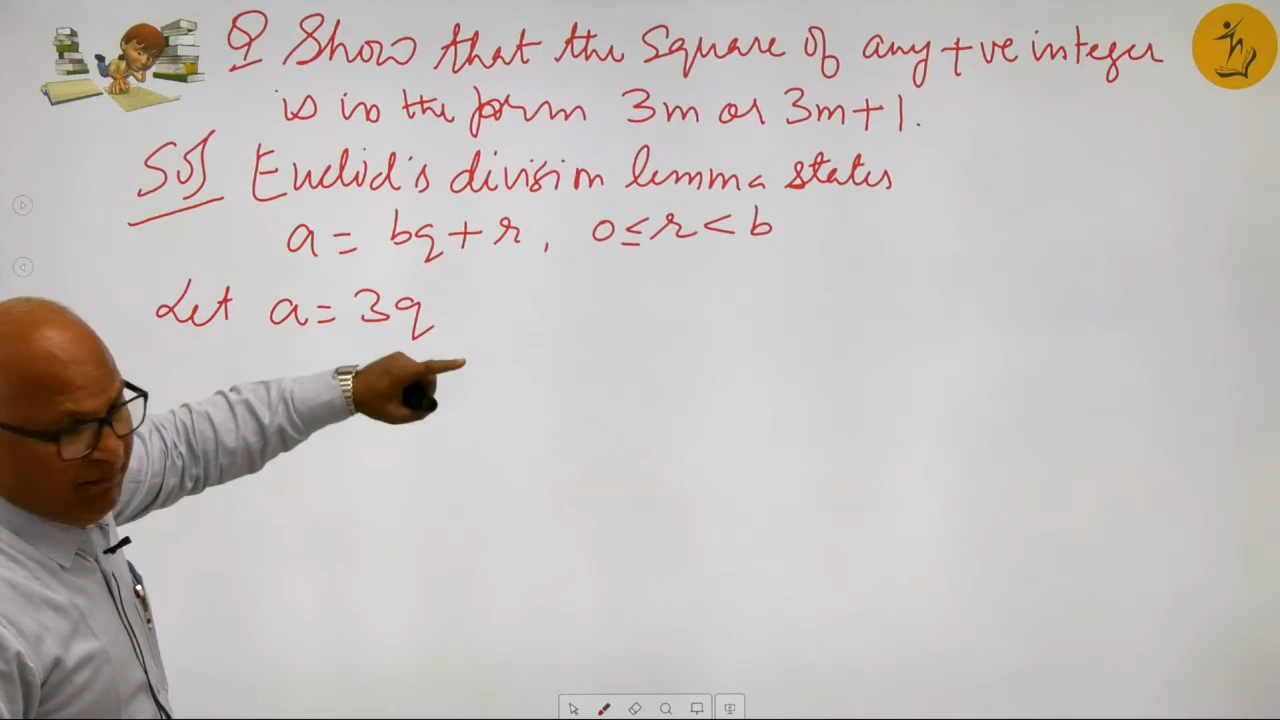 Q Show that the square of any +ve integer
is in the form 3m or 3m+1.
Sol Euclid's division lemma states
a = bq + r, 0 ≤ r < b
Let a = 3q